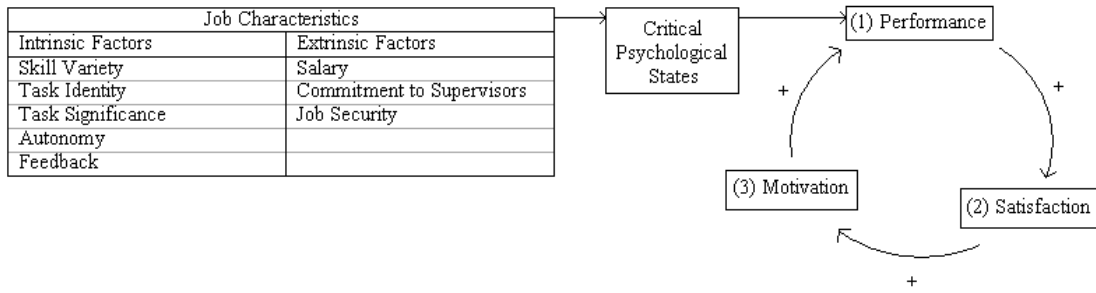 Job Characteristics
Intrinsic Factors Extrinsic Factors
Skill Variety Salary
Task Identity Commitment to Supervisors
Task Significance Job Security
Autonomy
Feedback
Critical
Psychological
States
(1) Performance
+
+
(3) Motivation
(2) Satisfaction
+